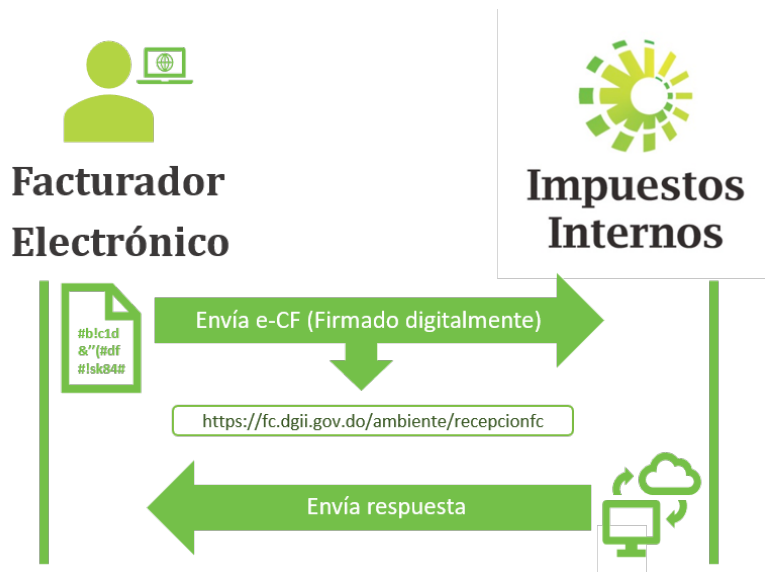 Facturador
Electrónico
Impuestos
Internos
#b!c1d
&”(#df
#!sk84#
Envía e-CF (Firmado digitalmente)
https://fc.dgii.gov.do/ambiente/recepcionfc
Envía respuesta